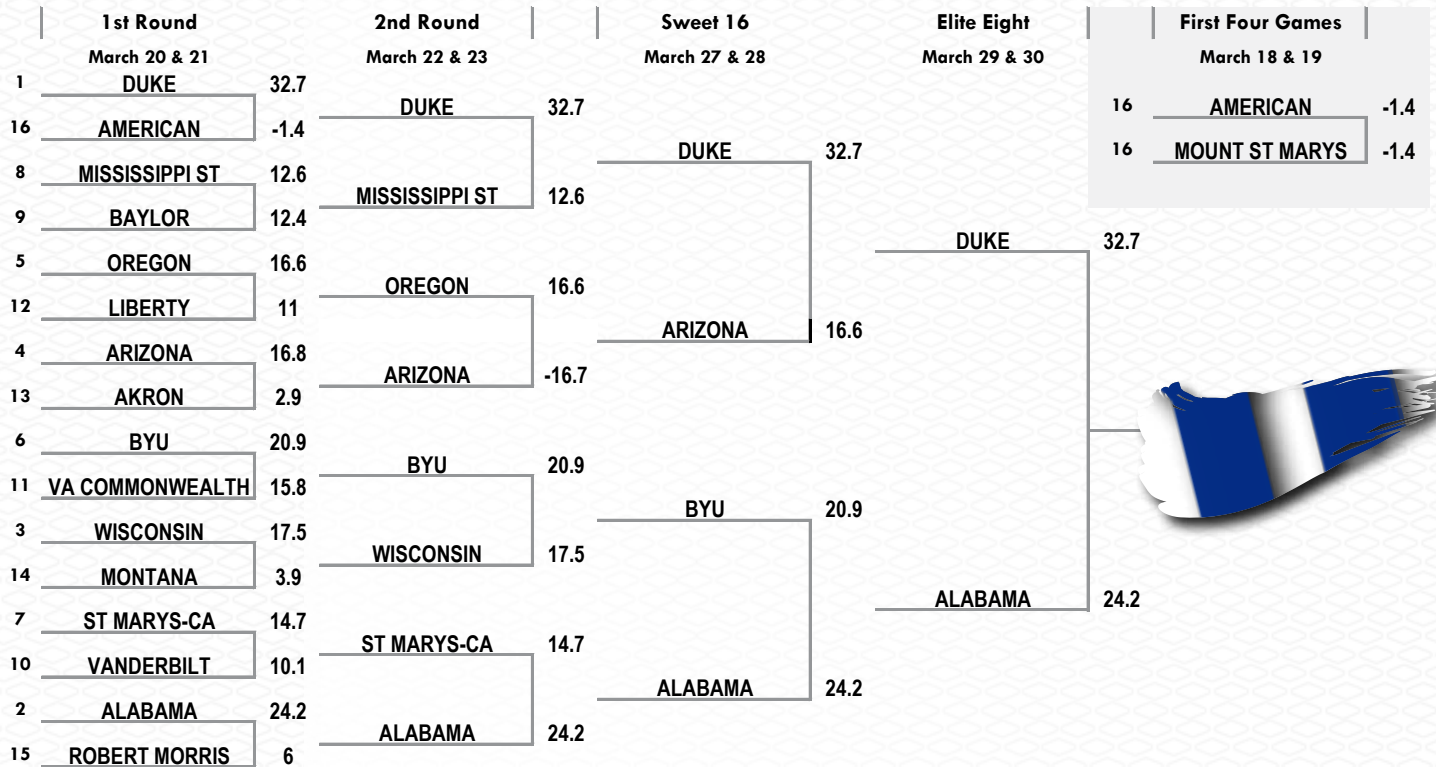 1st Round
March 20 & 21
2nd Round
March 22 & 23
Sweet 16
March 27 & 28
Elite Eight
March 29 & 30
First Four Games
March 18 & 19
1 DUKE 32.7
16 AMERICAN -1.4
8 MISSISSIPPI ST 12.6
9 BAYLOR 12.4
5 OREGON 16.6
12 LIBERTY 11
4 ARIZONA 16.8
13 AKRON 2.9
6 BYU 20.9
11 VA COMMONWEALTH 15.8
3 WISCONSIN 17.5
14 MONTANA 3.9
7 ST MARYS-CA 14.7
10 VANDERBILT 10.1
2 ALABAMA 24.2
15 ROBERT MORRIS 6
DUKE 32.7
MISSISSIPPI ST 12.6
OREGON 16.6
ARIZONA -16.7
BYU 20.9
WISCONSIN 17.5
ST MARYS-CA 14.7
ALABAMA 24.2
DUKE 32.7
ARIZONA 16.6
BYU 20.9
ALABAMA 24.2
DUKE 32.7
ALABAMA 24.2
16 AMERICAN -1.4
16 MOUNT ST MARYS -1.4